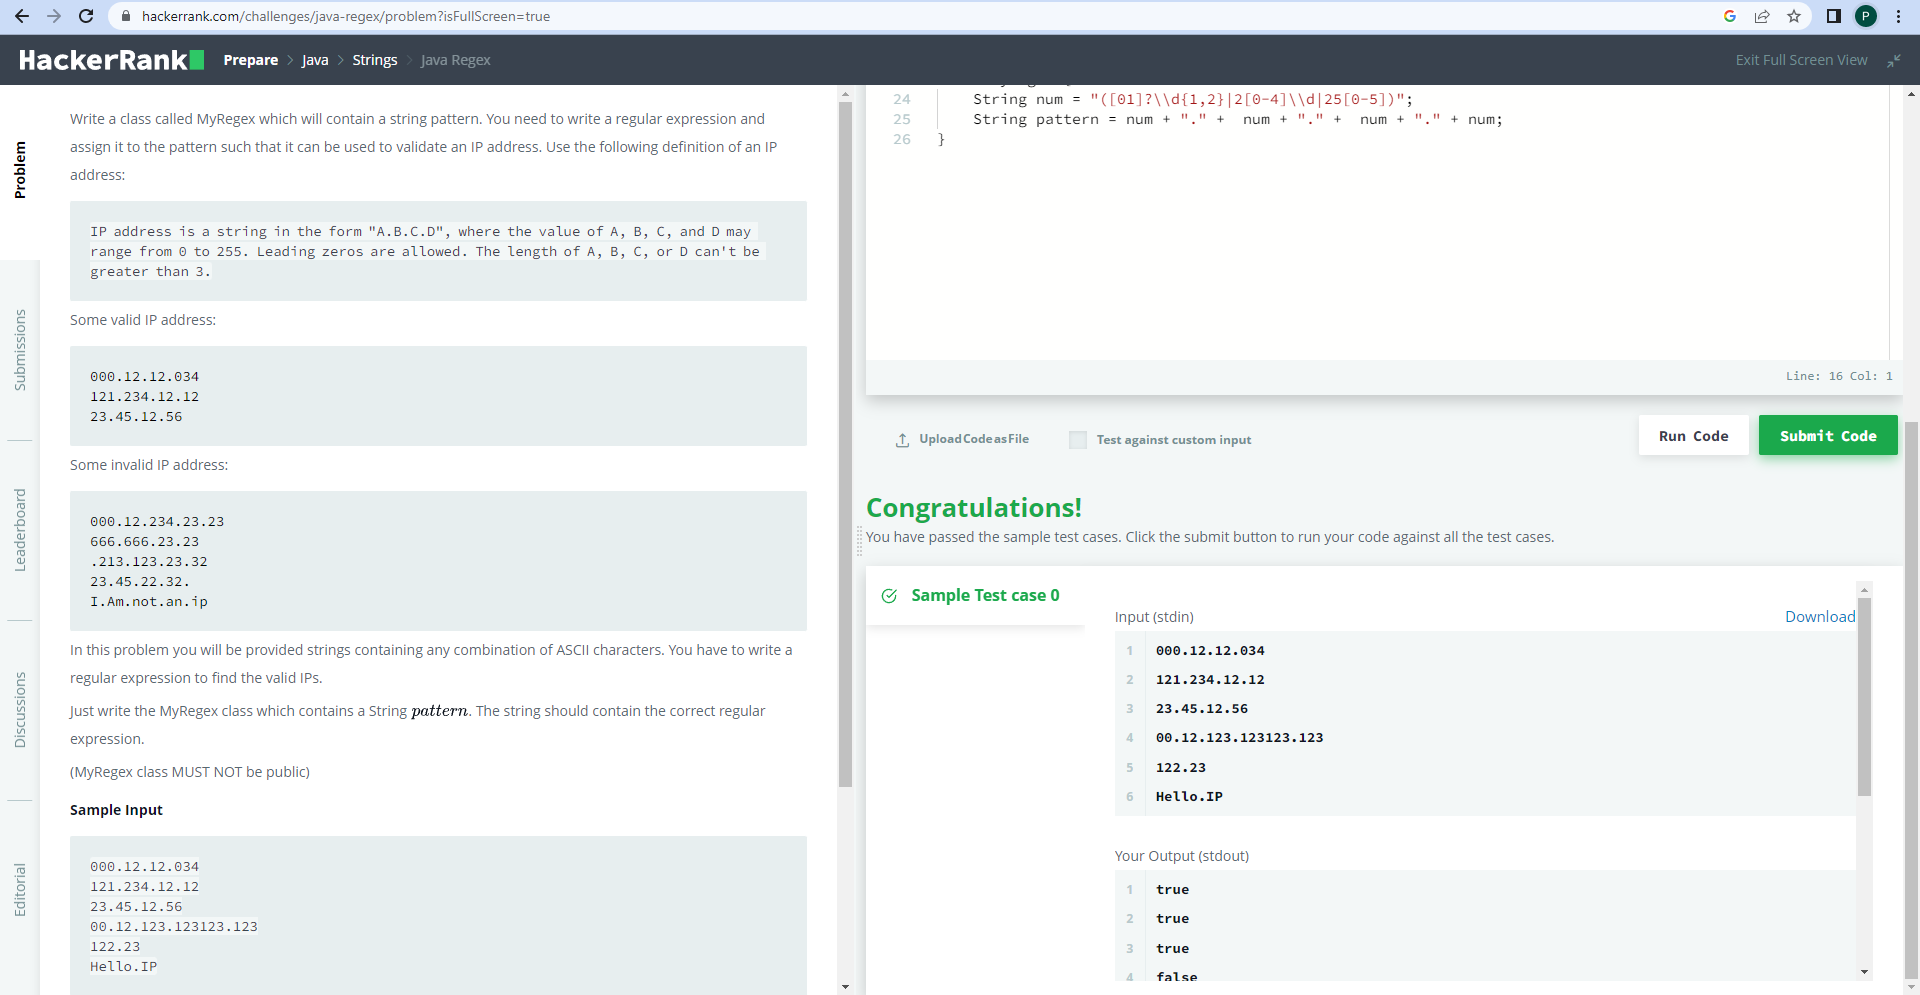 hackerrank.com/challenges/java-regex/problem?isFullScreen=true
P
HackerRank
Prepare > Java > Strings > Java Regex
Exit Full Screen View
Problem
Submissions
Leaderboard
Discussions
Editorial
Write a class called MyRegex which will contain a string pattern. You need to write a regular expression and
assign it to the pattern such that it can be used to validate an IP address. Use the following definition of an IP
address:
IP address is a string in the form "A.B.C.D", where the value of A, B, C, and D may
range from 0 to 255. Leading zeros are allowed. The length of A, B, C, or D can't be
greater than 3.
Some valid IP address:
000.12.12.034
121.234.12.12
23.45.12.56
Some invalid IP address:
000.12.234.23.23
666.666.23.23
.213.123.23.32
23.45.22.32.
I.Am.not.an.ip
In this problem you will be provided strings containing any combination of ASCII characters. You have to write a
regular expression to find the valid IPs.
Just write the MyRegex class which contains a String pattern. The string should contain the correct regular
expression.
(MyRegex class MUST NOT be public)
Sample Input
000.12.12.034
121.234.12.12
23.45.12.56
00.12.123.123123.123
122.23
Hello.IP
24 String num = "([01]?\\d{1,2}|2[0-4]\\d|25[0-5])";
25 String pattern = num + "." +  num + "." +  num + "." + num;
26 }
Line: 16 Col: 1
Upload Code as File
Test against custom input
Run Code
Submit Code
Congratulations!
You have passed the sample test cases. Click the submit button to run your code against all the test cases.
Sample Test case 0
Input (stdin)
Download
1 000.12.12.034
2 121.234.12.12
3 23.45.12.56
4 00.12.123.123123.123
5 122.23
6 Hello.IP
Your Output (stdout)
1 true
2 true
3 true
4 false